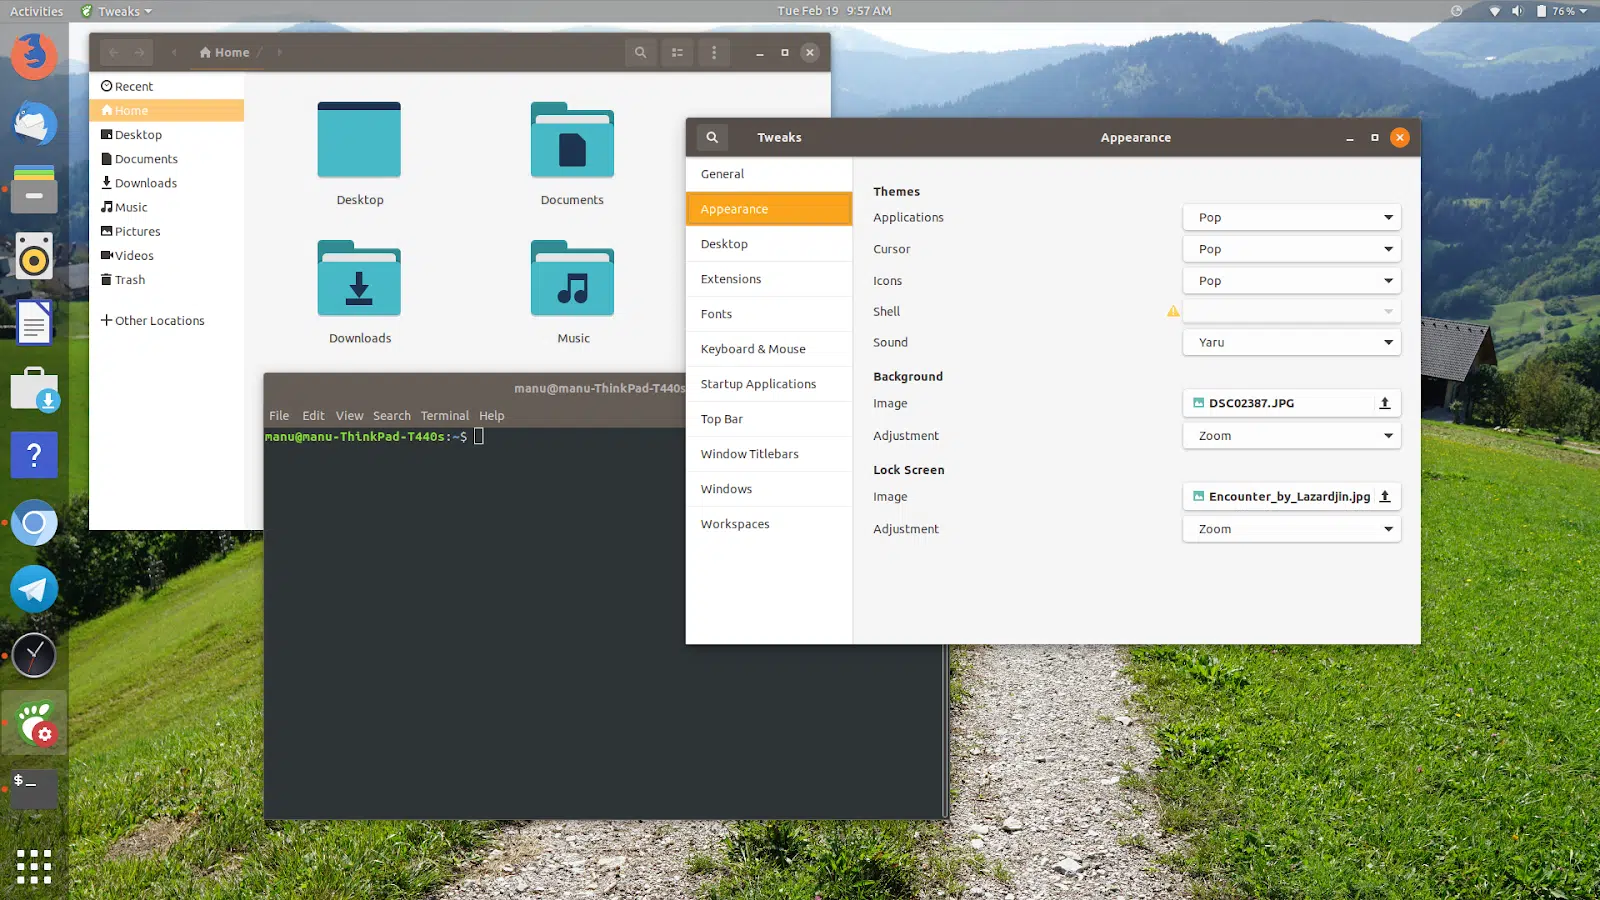 Activities
Tweaks
Tue Feb 19 9:57 AM
76%
Home /
Recent
Home
Desktop
Documents
Downloads
Music
Pictures
Videos
Trash
Other Locations
Desktop
Documents
Downloads
Music
manu@manu-ThinkPad-T440s
File Edit View Search Terminal Help
manu@manu-ThinkPad-T440s:~$
Tweaks
Appearance
General
Appearance
Desktop
Extensions
Fonts
Keyboard & Mouse
Startup Applications
Top Bar
Window Titlebars
Windows
Workspaces
Themes
Applications Pop
Cursor Pop
Icons Pop
Shell
Sound Yaru
Background
Image DSC02387.JPG
Adjustment Zoom
Lock Screen
Image Encounter_by_Lazardjin.jpg
Adjustment Zoom
?
$_